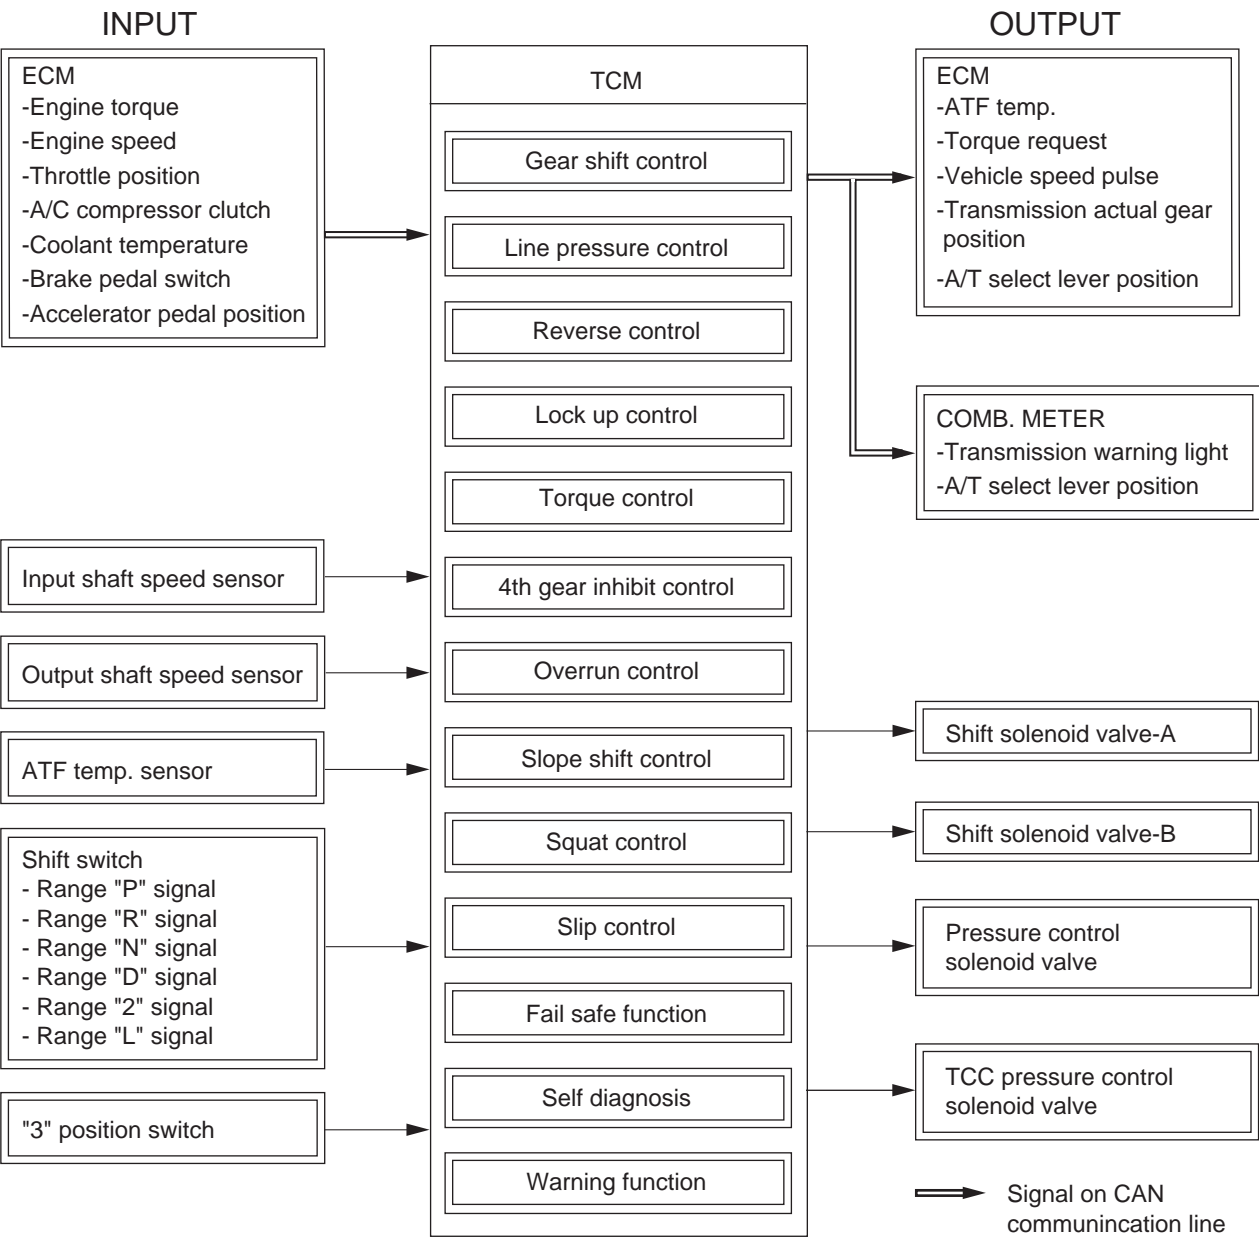 INPUT
ECM
-Engine torque
-Engine speed
-Throttle position
-A/C compressor clutch
-Coolant temperature
-Brake pedal switch
-Accelerator pedal position
Input shaft speed sensor
Output shaft speed sensor
ATF temp. sensor
Shift switch
- Range "P" signal
- Range "R" signal
- Range "N" signal
- Range "D" signal
- Range "2" signal
- Range "L" signal
"3" position switch
TCM
Gear shift control
Line pressure control
Reverse control
Lock up control
Torque control
4th gear inhibit control
Overrun control
Slope shift control
Squat control
Slip control
Fail safe function
Self diagnosis
Warning function
OUTPUT
ECM
-ATF temp.
-Torque request
-Vehicle speed pulse
-Transmission actual gear
position
-A/T select lever position
COMB. METER
-Transmission warning light
-A/T select lever position
Shift solenoid valve-A
Shift solenoid valve-B
Pressure control
solenoid valve
TCC pressure control
solenoid valve
Signal on CAN
communincation line